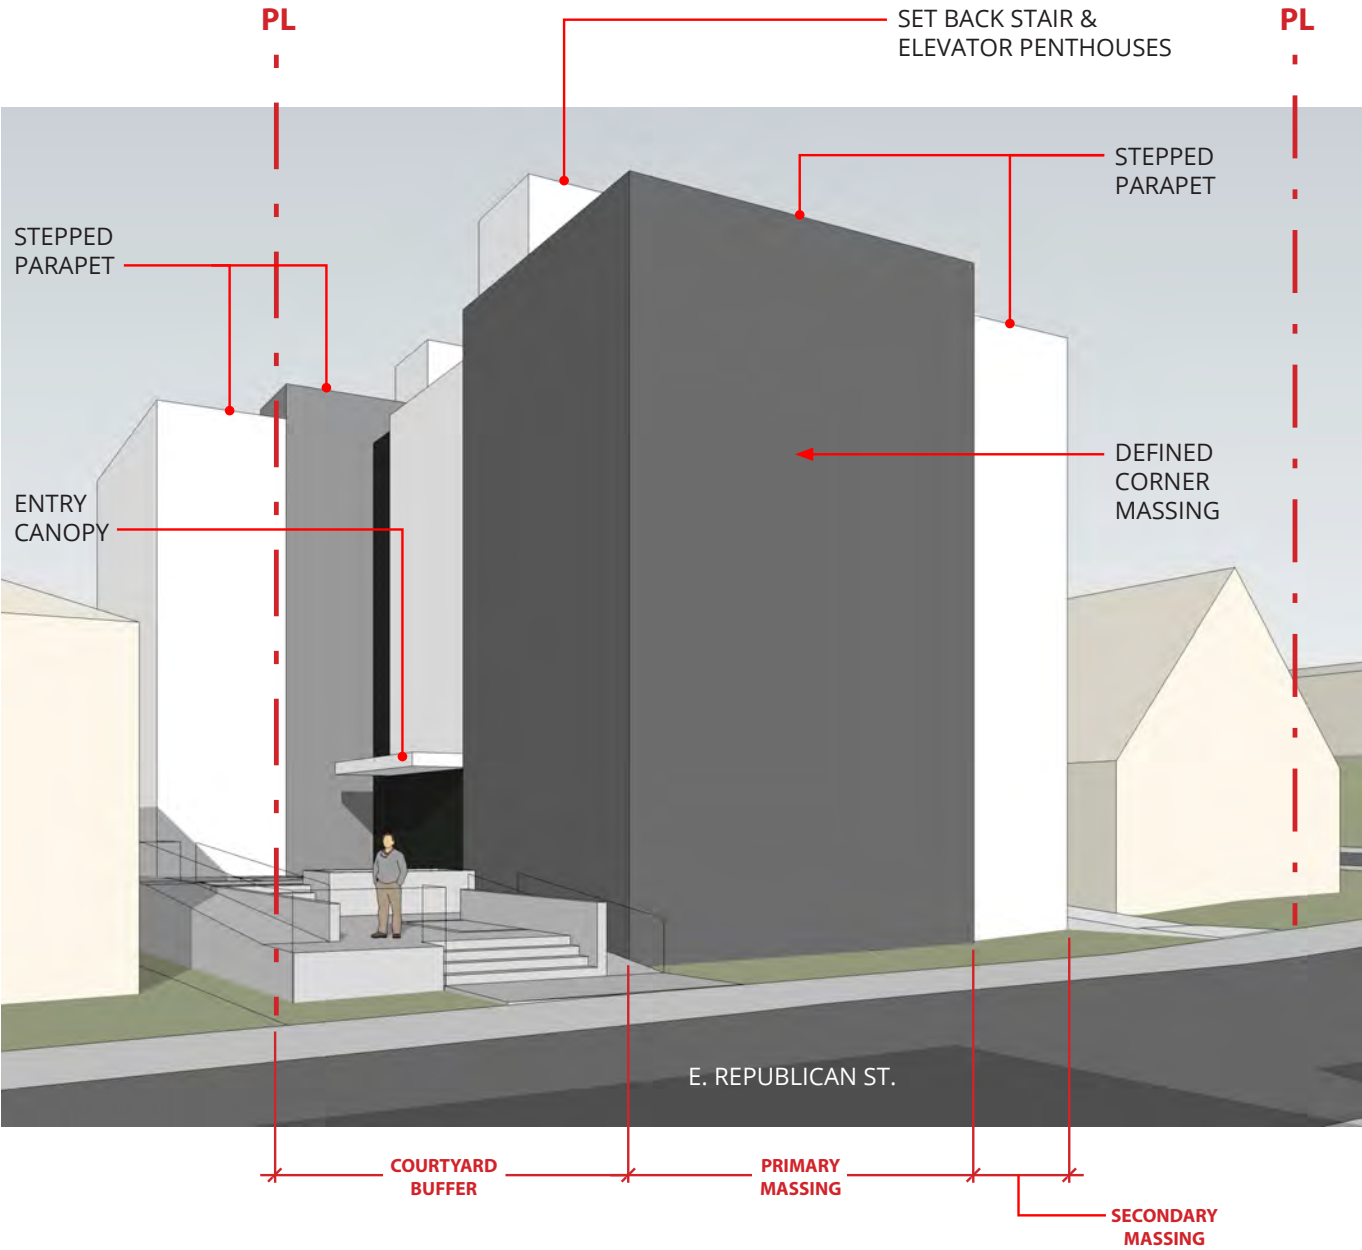 PL
SET BACK STAIR &
ELEVATOR PENTHOUSES
PL
STEPPED
PARAPET
STEPPED
PARAPET
DEFINED
CORNER
MASSING
ENTRY
CANOPY
E. REPUBLICAN ST.
COURTYARD
BUFFER
PRIMARY
MASSING
SECONDARY
MASSING